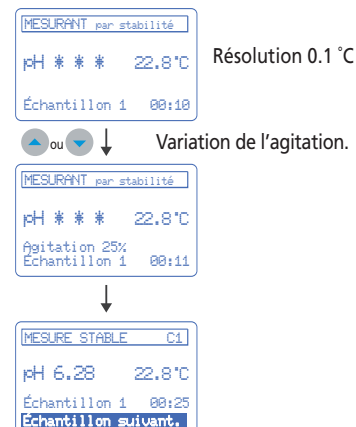 MESURANT par stabilité
pH * * * 22.8°C
Résolution 0.1 ˚C
Échantillon 1 00:10
ou
Variation de l’agitation.
MESURANT par stabilité
pH * * * 22.8°C
Agitation 25%
Échantillon 1 00:11
MESURE STABLE C1
pH 6.28 22.8°C
Échantillon 1 00:25
Échantillon suivant.